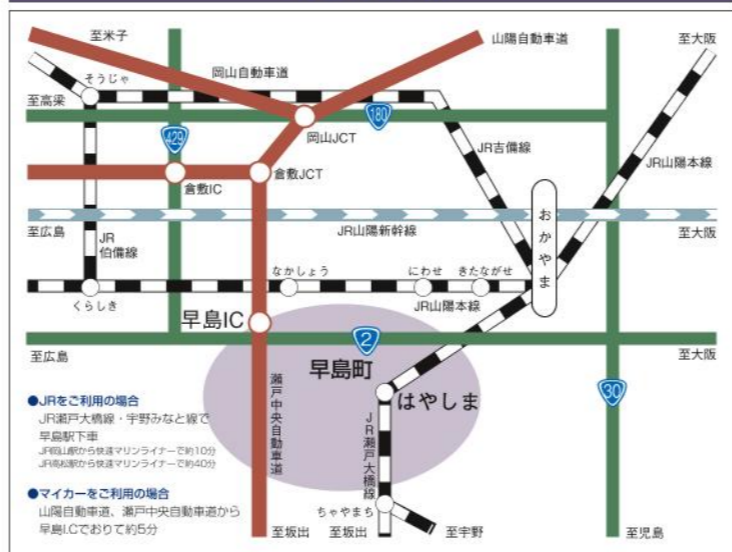 至米子
山陽自動車道
至大阪
岡山自動車道
そうじゃ
至高梁
429
180
岡山JCT
JR吉備線
JR山陽本線
倉敷IC
倉敷JCT
おかやま
至広島
JR山陽新幹線
至大阪
JR
伯備線
なかしょう
にわせ
きたながせ
くらしき
JR山陽本線
早島IC
2
至広島
早島町
至大阪
30
はやしま
瀬戸中央自動車道
JR瀬戸大橋線
●JRをご利用の場合
JR瀬戸大橋線・宇野みなと線で
早島駅下車
JR岡山駅から快速マリンライナーで約10分
JR高松駅から快速マリンライナーで約40分
●マイカーをご利用の場合
山陽自動車道、瀬戸中央自動車道から
早島I.Cでおりて約5分
ちゃやまち
至坂出
至坂出
至宇野
至児島